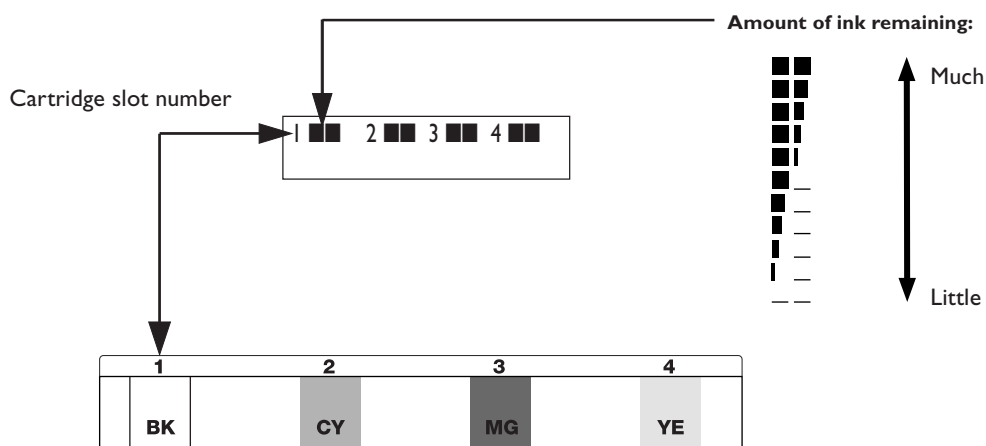 Amount of ink remaining:
Much
Cartridge slot number
1 2 3 4
Little
1 2 3 4
BK CY MG YE